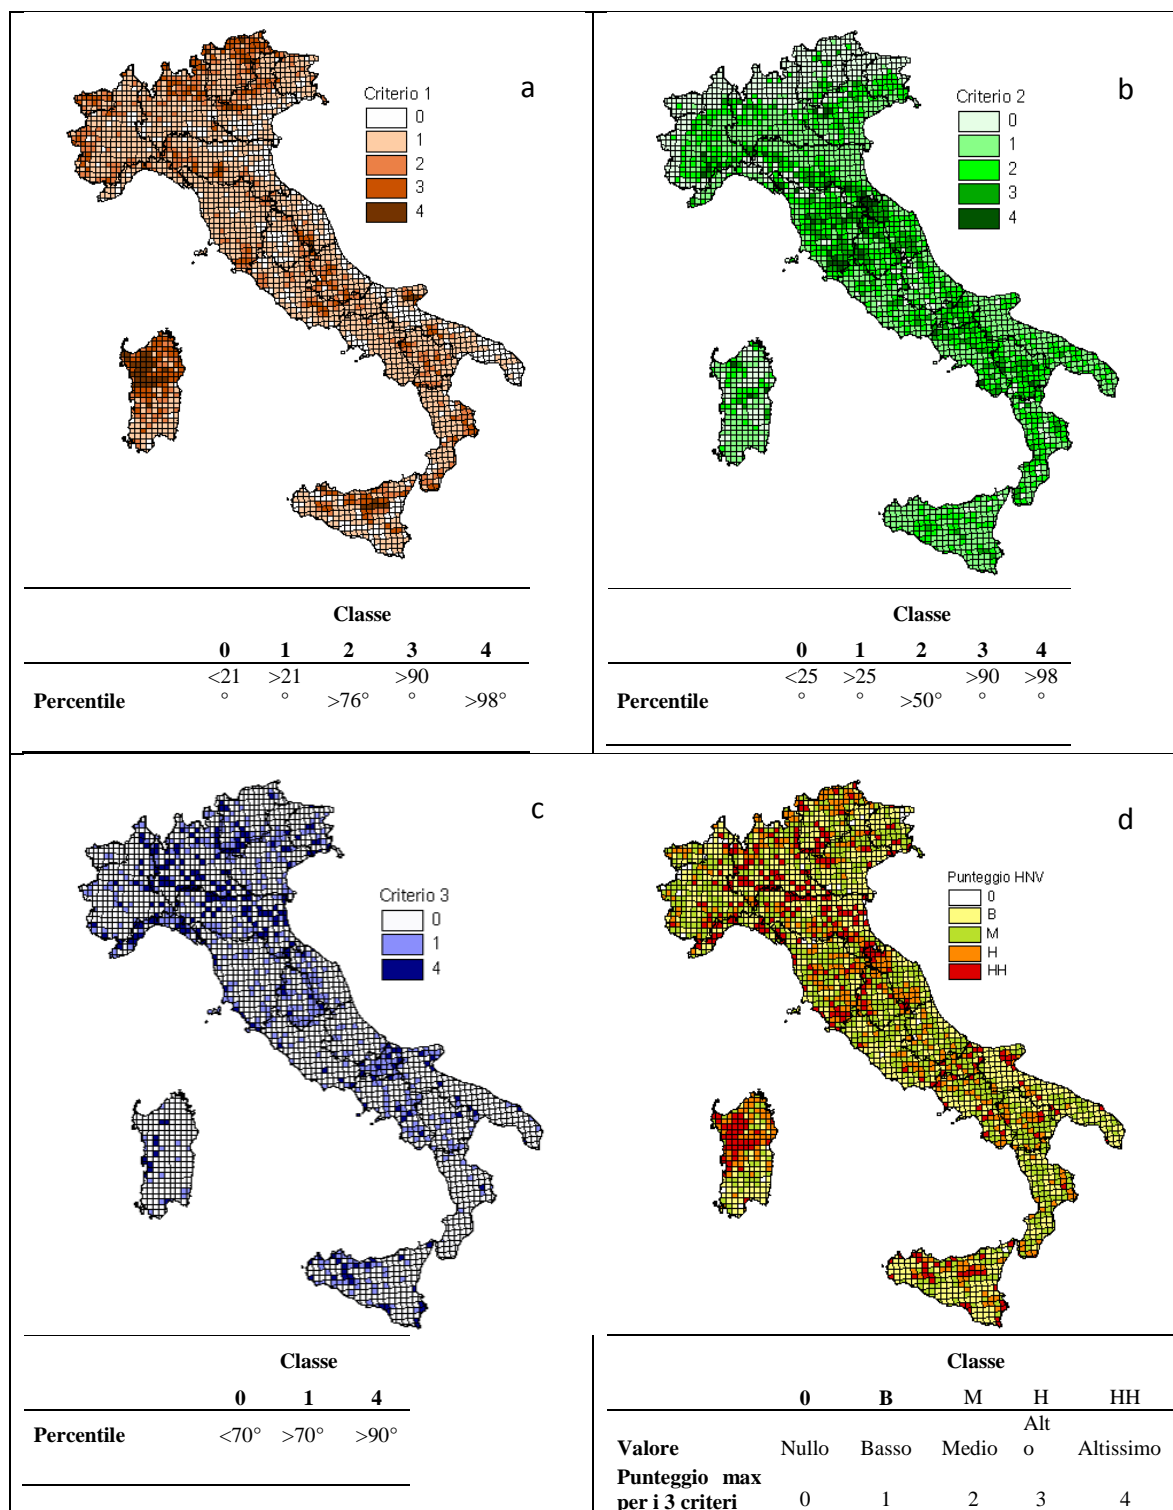 a
Criterio 1
0
1
2
3
4
Classe
0 1 2 3 4
<21 >21 >90
Percentile ° ° >76° ° >98°
b
Criterio 2
0
1
2
3
4
Classe
0 1 2 3 4
<25 >25 >90 >98
Percentile ° ° >50° ° °
c
Criterio 3
0
1
4
Classe
0 1 4
Percentile <70° >70° >90°
d
Punteggio HNV
0
B
M
H
HH
Classe
0 B M H HH
Alt
Valore Nullo Basso Medio o Altissimo
Punteggio max
per i 3 criteri 0 1 2 3 4